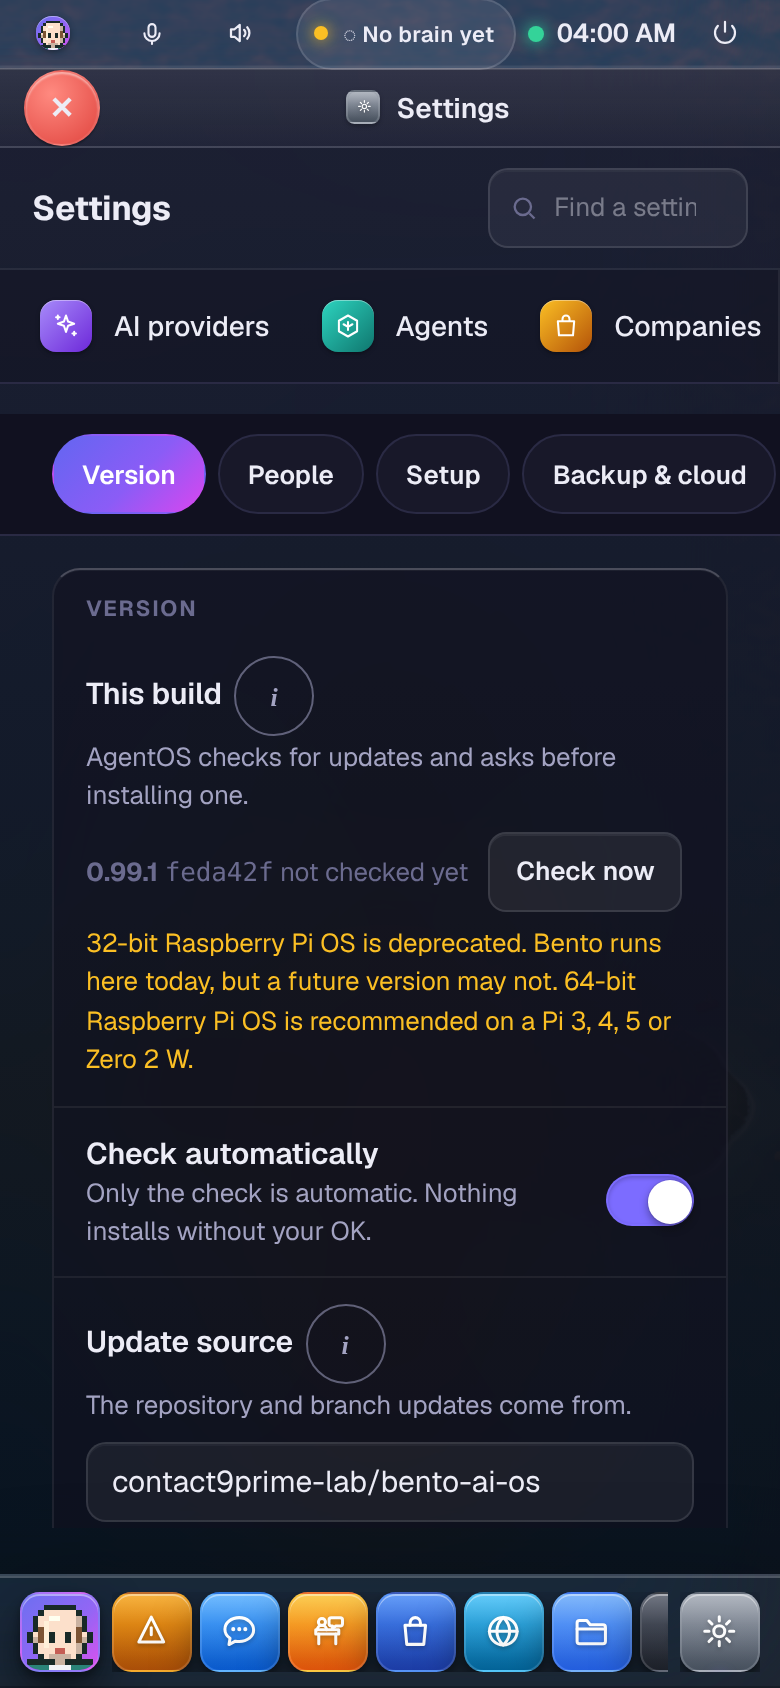 No brain yet
04:00 AM
Settings
Settings
Find a settin
AI providers
Agents
Companies
Version
People
Setup
Backup & cloud
VERSION
This build i
AgentOS checks for updates and asks before
installing one.
0.99.1 feda42f not checked yet
Check now
32-bit Raspberry Pi OS is deprecated. Bento runs
here today, but a future version may not. 64-bit
Raspberry Pi OS is recommended on a Pi 3, 4, 5 or
Zero 2 W.
Check automatically
Only the check is automatic. Nothing
installs without your OK.
Update source i
The repository and branch updates come from.
contact9prime-lab/bento-ai-os